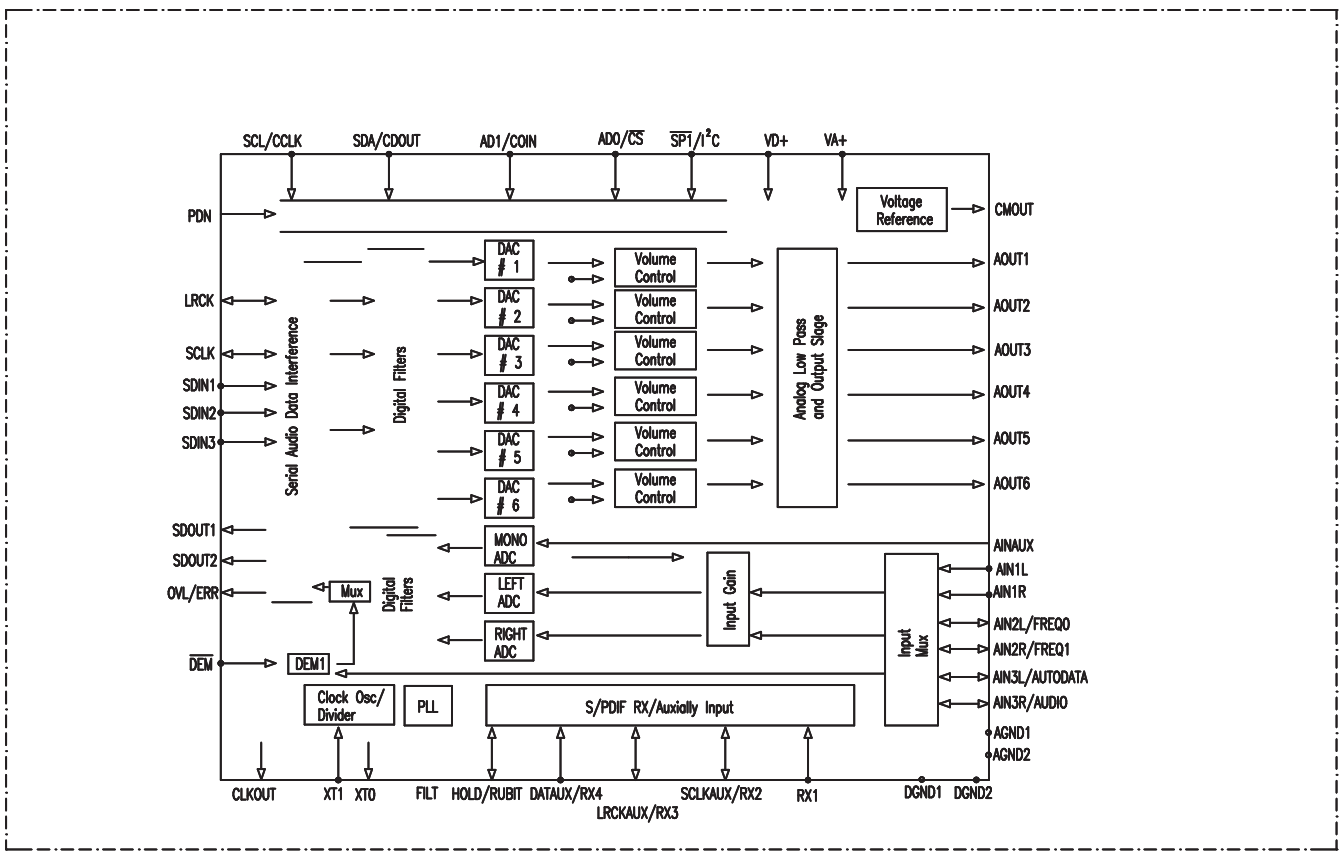 SCL/CCLK
SDA/CDOUT
AD1/COIN
AD0/CS
SP1/I²C
VD+
VA+
PDN
Voltage
Reference
CMOUT
LRCK
SCLK
SDIN1
SDIN2
SDIN3
Serial Audio Data Interference
Digital Filters
DAC
# 1
DAC
# 2
DAC
# 3
DAC
# 4
DAC
# 5
DAC
# 6
Volume
Control
Volume
Control
Volume
Control
Volume
Control
Volume
Control
Volume
Control
Analog Low Pass
and Output Slage
AOUT1
AOUT2
AOUT3
AOUT4
AOUT5
AOUT6
SDOUT1
SDOUT2
OVL/ERR
DEM
Mux
DEM1
Digital
Filters
MONO
ADC
LEFT
ADC
RIGHT
ADC
Input Gain
Input
Mux
AINAUX
AIN1L
AIN1R
AIN2L/FREQ0
AIN2R/FREQ1
AIN3L/AUTODATA
AIN3R/AUDIO
AGND1
AGND2
Clock Osc/
Divider
PLL
S/PDIF RX/Auxially Input
CLKOUT
XT1
XTO
FILT
HOLD/RUBIT
DATAUX/RX4
LRCKAUX/RX3
SCLKAUX/RX2
RX1
DGND1
DGND2